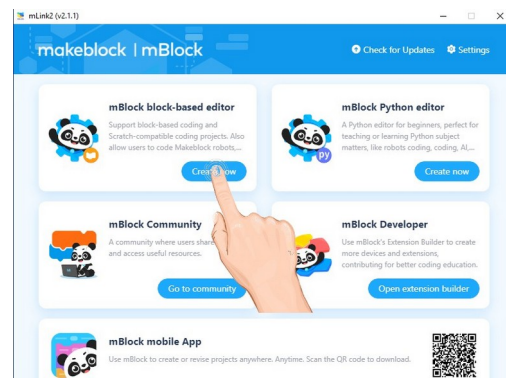 mLink2 (v2.1.1)
makeblock | mBlock
Check for Updates
Settings
mBlock block-based editor
Support block-based coding and
Scratch-compatible coding projects. Also
allow users to code Makeblock robots,...
Create now
mBlock Python editor
A Python editor for beginners, perfect for
teaching or learning Python subject
matters, like robots coding, coding, AI,...
py
Create now
mBlock Community
A community where users share
and access useful resources.
Go to community
mBlock Developer
Use mBlock's Extension Builder to create
more devices and extensions,
contributing for better coding education.
Open extension builder
mBlock mobile App
Use mBlock to create or revise projects anywhere. Anytime. Scan the QR code to download.